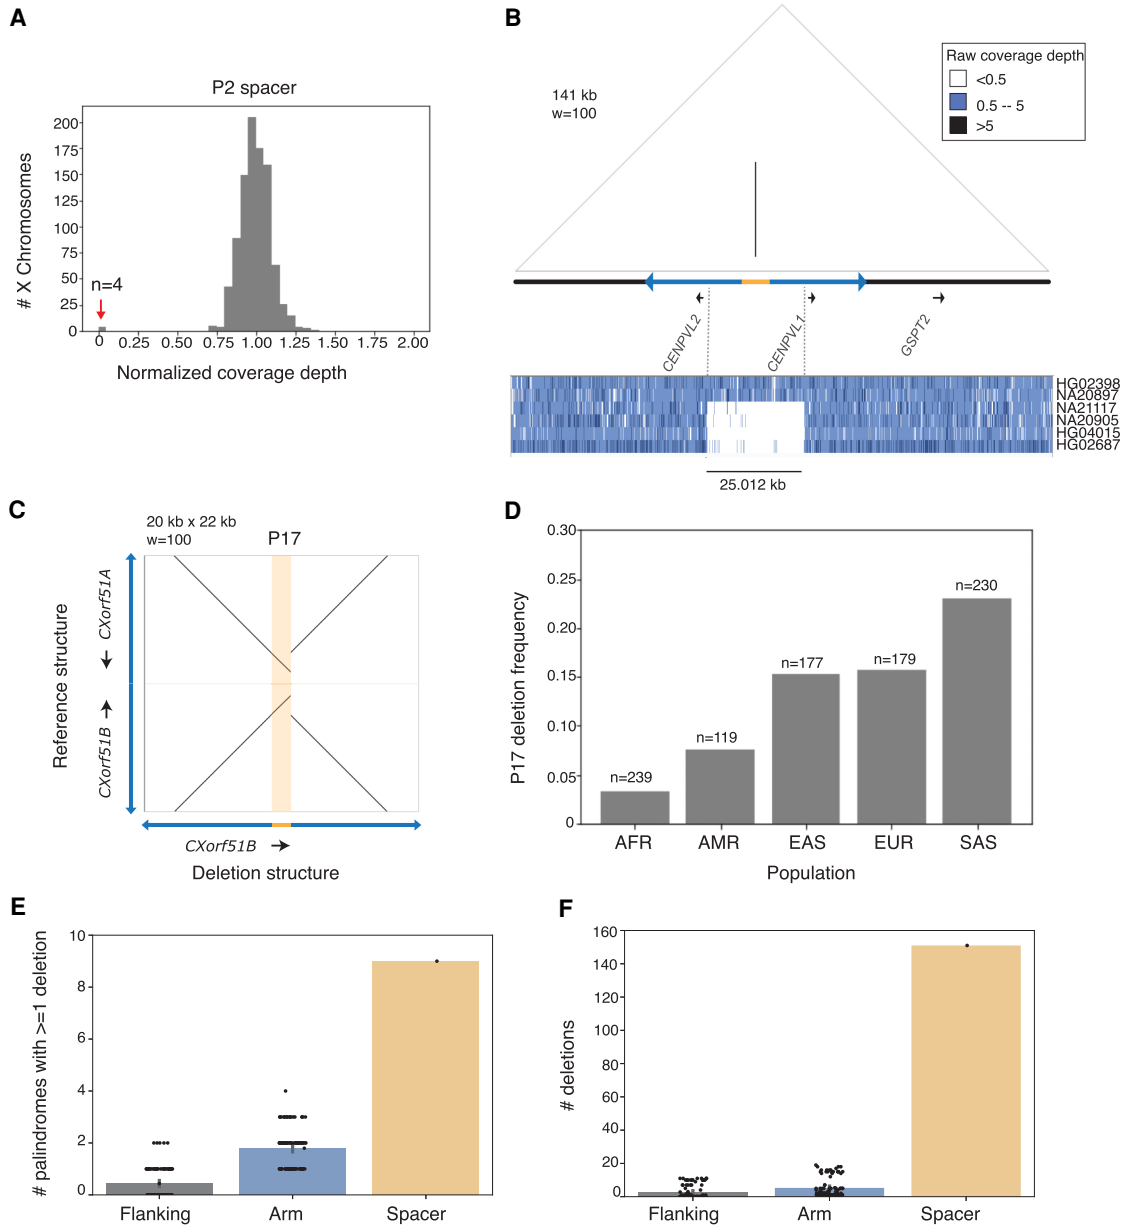 A
P2 spacer
# X Chromosomes
200
175
150
125
100
75
50
25
0
n=4
0 0.25 0.50 0.75 1.00 1.25 1.50 1.75 2.00
Normalized coverage depth
B
141 kb
w=100
Raw coverage depth
<0.5
0.5 -- 5
>5
CENPVL2
CENPVL1
GSPT2
HG02398
NA20897
NA21117
NA20905
HG04015
HG02687
25.012 kb
C
20 kb x 22 kb
w=100
P17
Reference structure
CXorf51A
CXorf51B
CXorf51B
Deletion structure
D
P17 deletion frequency
0.30
0.25
0.20
0.15
0.10
0.05
0
n=239
n=119
n=177
n=179
n=230
AFR AMR EAS EUR SAS
Population
E
# palindromes with >=1 deletion
10
8
6
4
2
0
Flanking Arm Spacer
F
# deletions
160
140
120
100
80
60
40
20
0
Flanking Arm Spacer